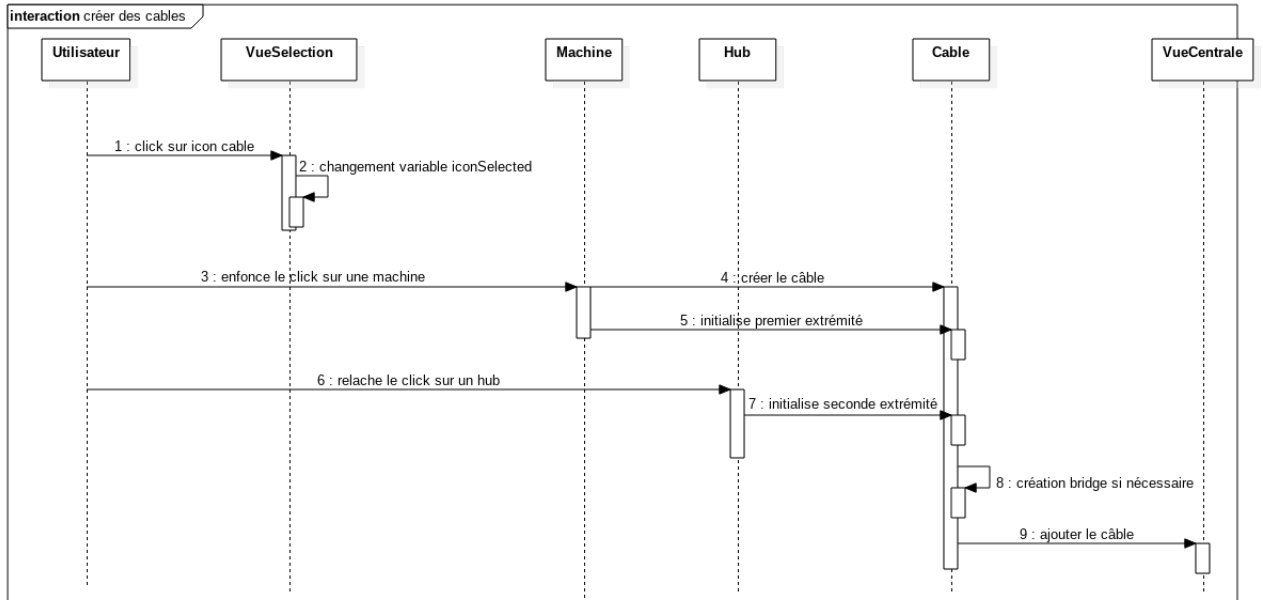 interaction créer des cables
Utilisateur
VueSelection
Machine
Hub
Cable
VueCentrale
1 : click sur icon cable
2 : changement variable iconSelected
3 : enfonce le click sur une machine
4 : créer le câble
5 : initialise premier extrémité
6 : relache le click sur un hub
7 : initialise seconde extrémité
8 : création bridge si nécessaire
9 : ajouter le câble